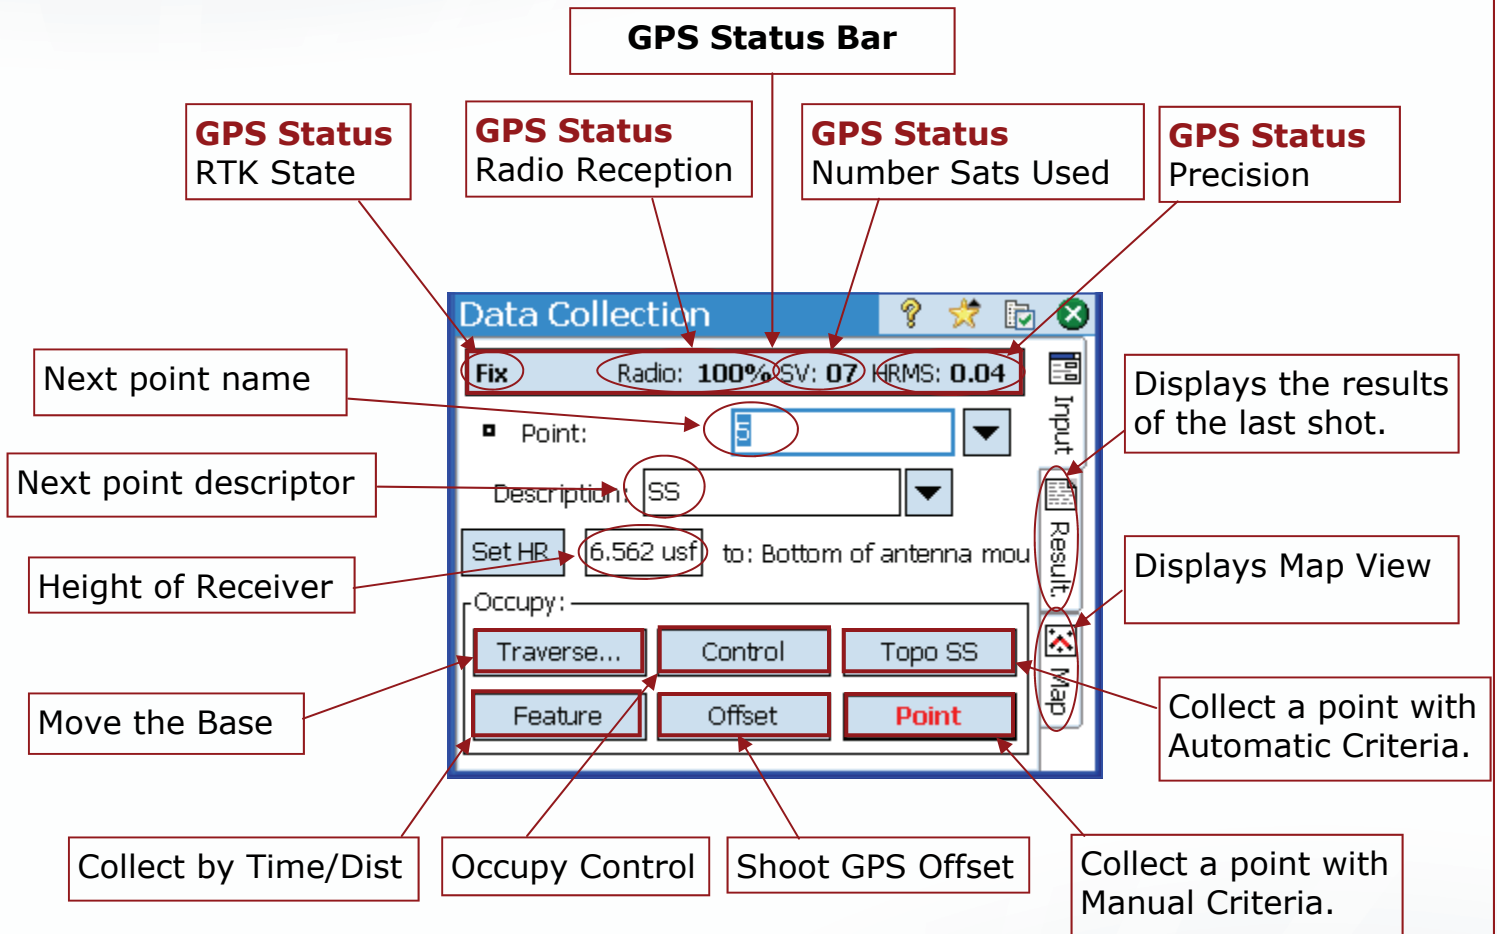 GPS Status Bar
GPS Status
RTK State
GPS Status
Radio Reception
GPS Status
Number Sats Used
GPS Status
Precision
Data Collection
Fix Radio: 100% SV: 07 HRMS: 0.04
Next point name
Point: 5
Next point descriptor
Description: SS
Set HR 6.562 usf to: Bottom of antenna mou
Height of Receiver
Occupy:
Traverse... Control Topo SS
Feature Offset Point
Move the Base
Input
Result.
Map
Displays the results
of the last shot.
Displays Map View
Collect a point with
Automatic Criteria.
Collect by Time/Dist
Occupy Control
Shoot GPS Offset
Collect a point with
Manual Criteria.